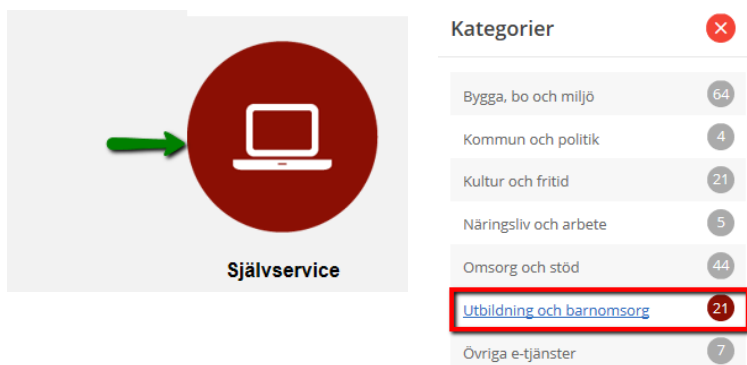 Självservice
Kategorier
Bygga, bo och miljö 64
Kommun och politik 4
Kultur och fritid 21
Näringsliv och arbete 5
Omsorg och stöd 44
Utbildning och barnomsorg 21
Övriga e-tjänster 7